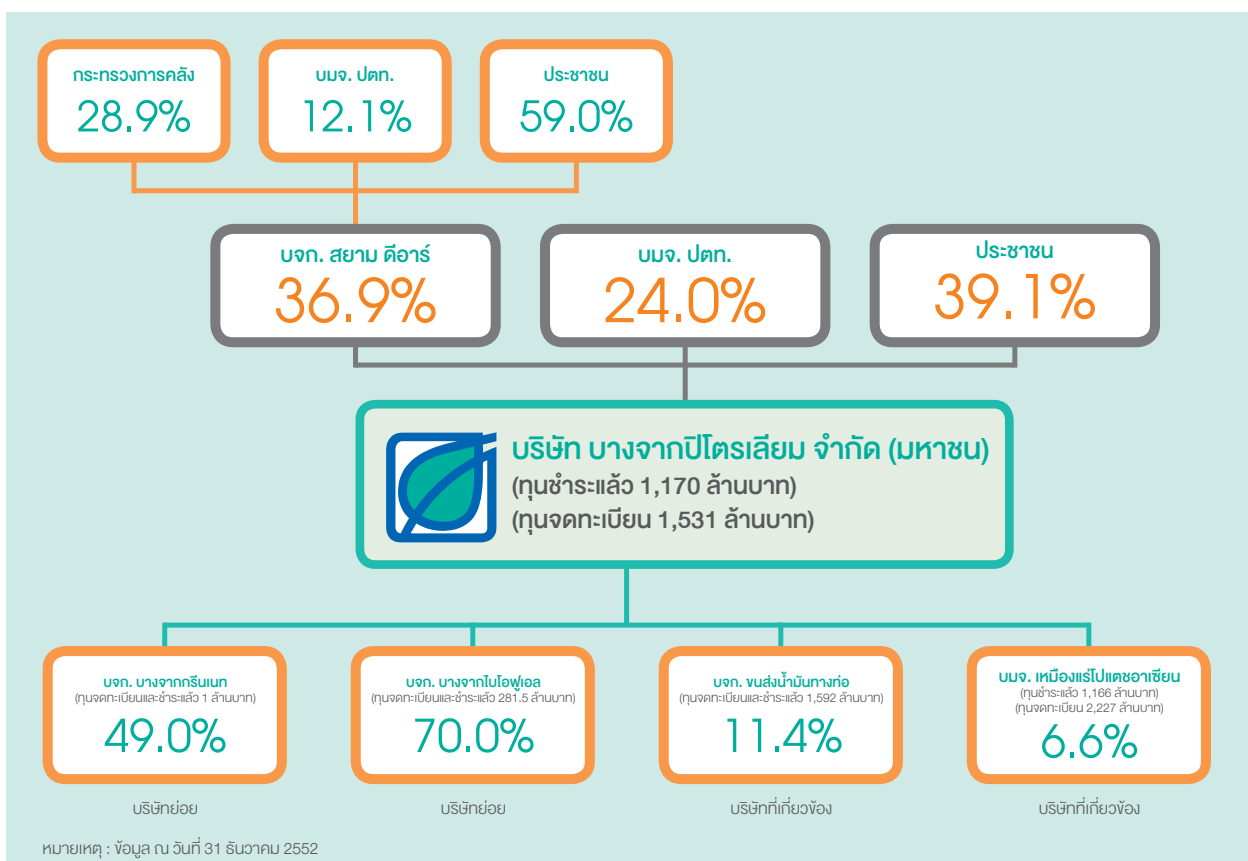 กระทรวงการคลัง
28.9%
บมจ. ปตท.
12.1%
ประชาชน
59.0%
บจก. สยาม ดีอาร์
36.9%
บมจ. ปตท.
24.0%
ประชาชน
39.1%
บริษัท บางจากปิโตรเลียม จำกัด (มหาชน)
(ทุนชำระแล้ว 1,170 ล้านบาท)
(ทุนจดทะเบียน 1,531 ล้านบาท)
บจก. บางจากกรีนเนท
(ทุนจดทะเบียนและชำระแล้ว 1 ล้านบาท)
49.0%
บริษัทย่อย
บจก. บางจากไบโอฟูเอล
(ทุนจดทะเบียนและชำระแล้ว 281.5 ล้านบาท)
70.0%
บริษัทย่อย
บจก. ขนส่งน้ำมันทางท่อ
(ทุนจดทะเบียนและชำระแล้ว 1,592 ล้านบาท)
11.4%
บริษัทที่เกี่ยวข้อง
บมจ. เหมืองแร่โปแตชอาเซียน
(ทุนชำระแล้ว 1,166 ล้านบาท)
(ทุนจดทะเบียน 2,227 ล้านบาท)
6.6%
บริษัทที่เกี่ยวข้อง
หมายเหตุ : ข้อมูล ณ วันที่ 31 ธันวาคม 2552